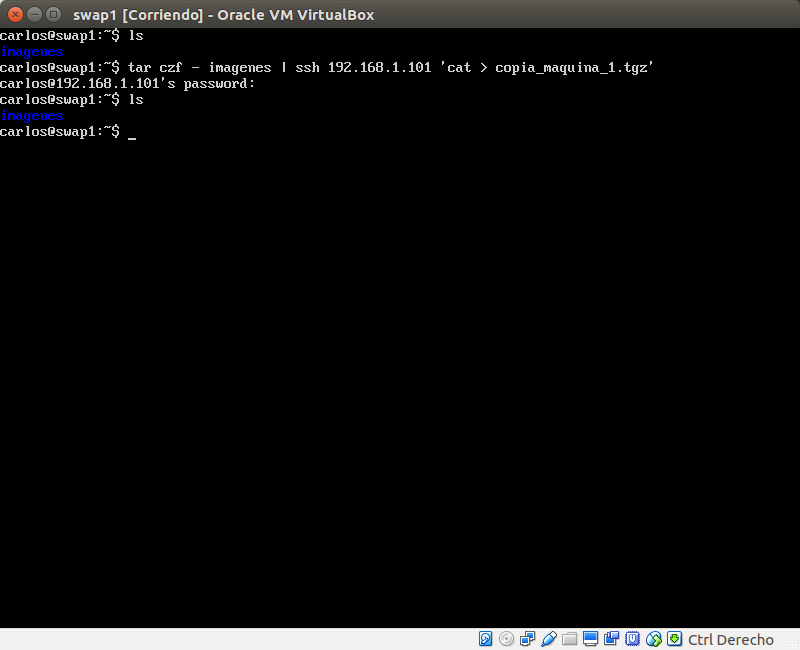 swap1 [Corriendo] - Oracle VM VirtualBox
carlos@swap1:~$ ls
imagenes
carlos@swap1:~$ tar czf - imagenes | ssh 192.168.1.101 'cat > copia_maquina_1.tgz'
carlos@192.168.1.101's password:
carlos@swap1:~$ ls
imagenes
carlos@swap1:~$ _
Ctrl Derecho